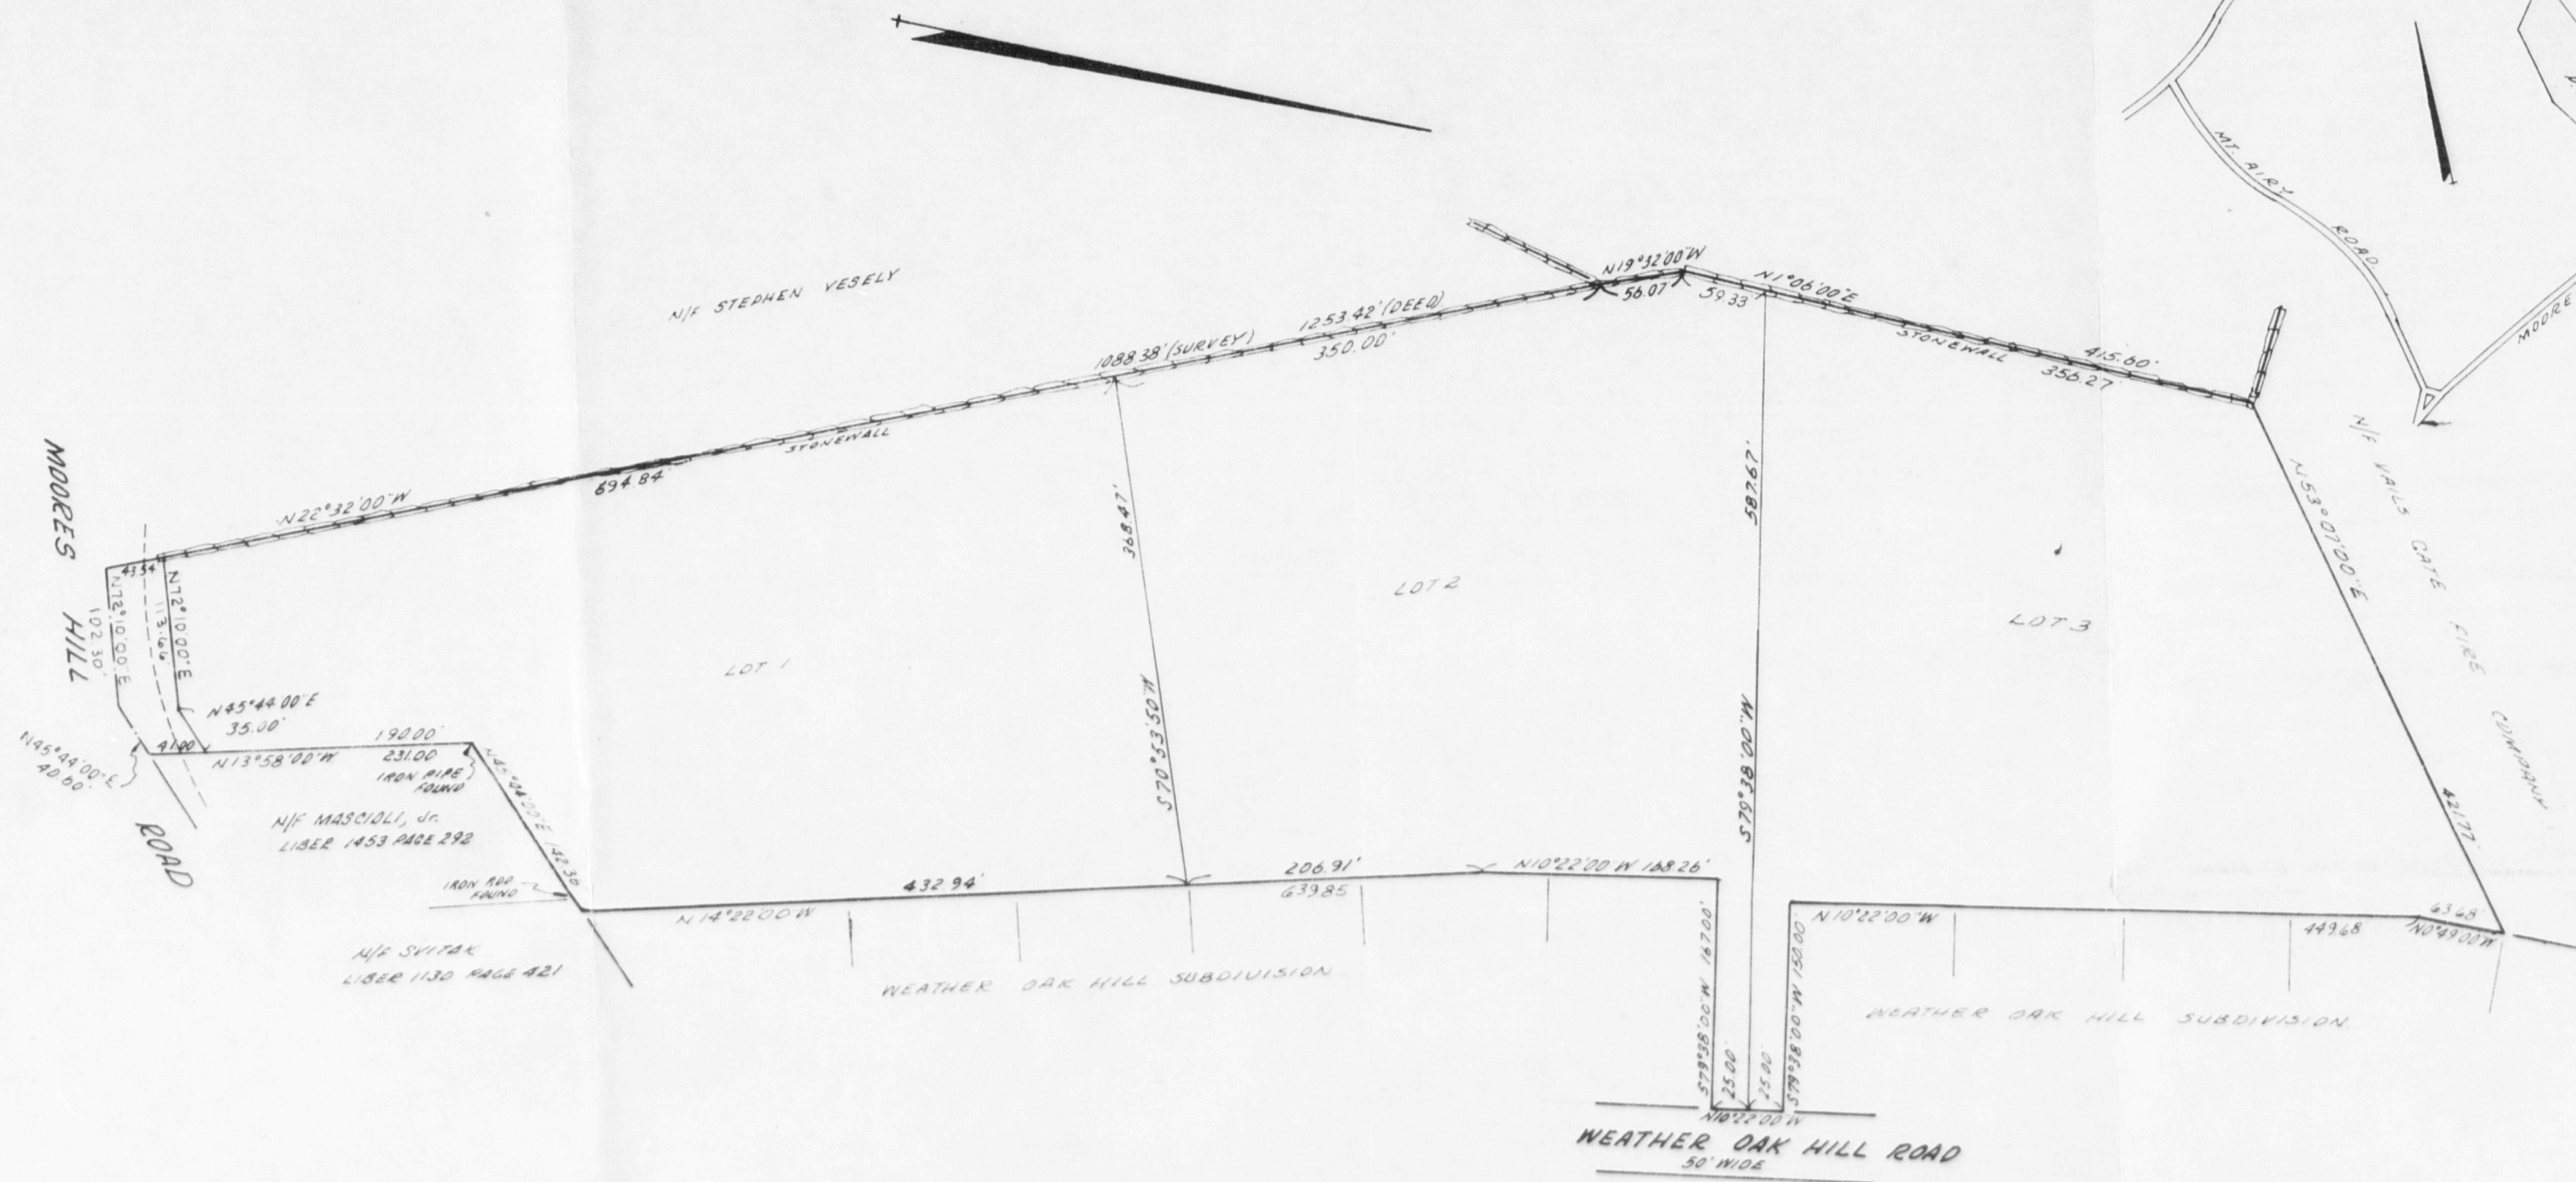 MT. AIRY ROAD
MOORE
N/F STEPHEN VESELY
N19°32'00"W
56.07'
N1°06'00"E
59.33'
1253.42' (DEED)
1088.38' (SURVEY)
350.00'
STONEWALL
415.60'
356.27'
STONEWALL
694.84'
N22°32'00"W
MOORES HILL ROAD
43.54'
N72°10'00"E
102.30'
N72°10'00"E
113.66'
N45°44'00"E
35.00'
N45°44'00"E
40.60'
41.00
190.00'
N13°58'00"W
231.00
IRON PIPE
FOUND
N45°04'00"E 142.30
N/F MASCIOLI, Jr.
LIBER 1453 PAGE 292
IRON ROD
FOUND
N/F SVITAK
LIBER 1130 PAGE 421
LOT 1
368.47'
S70°53'50"W
LOT 2
587.67'
S79°38'00"W
LOT 3
N/F VAILS GATE FIRE COMPANY
N53°07'00"E
421.77'
432.94'
N14°22'00"W
206.91'
639.85
N10°22'00"W 168.26'
WEATHER OAK HILL SUBDIVISION
S79°38'00"W 167.00'
25.00'
25.00'
S79°38'00"W 150.00'
N10°22'00"W
449.68
63.68'
N0°49'00"W
WEATHER OAK HILL SUBDIVISION
N10°22'00"W
WEATHER OAK HILL ROAD
50' WIDE